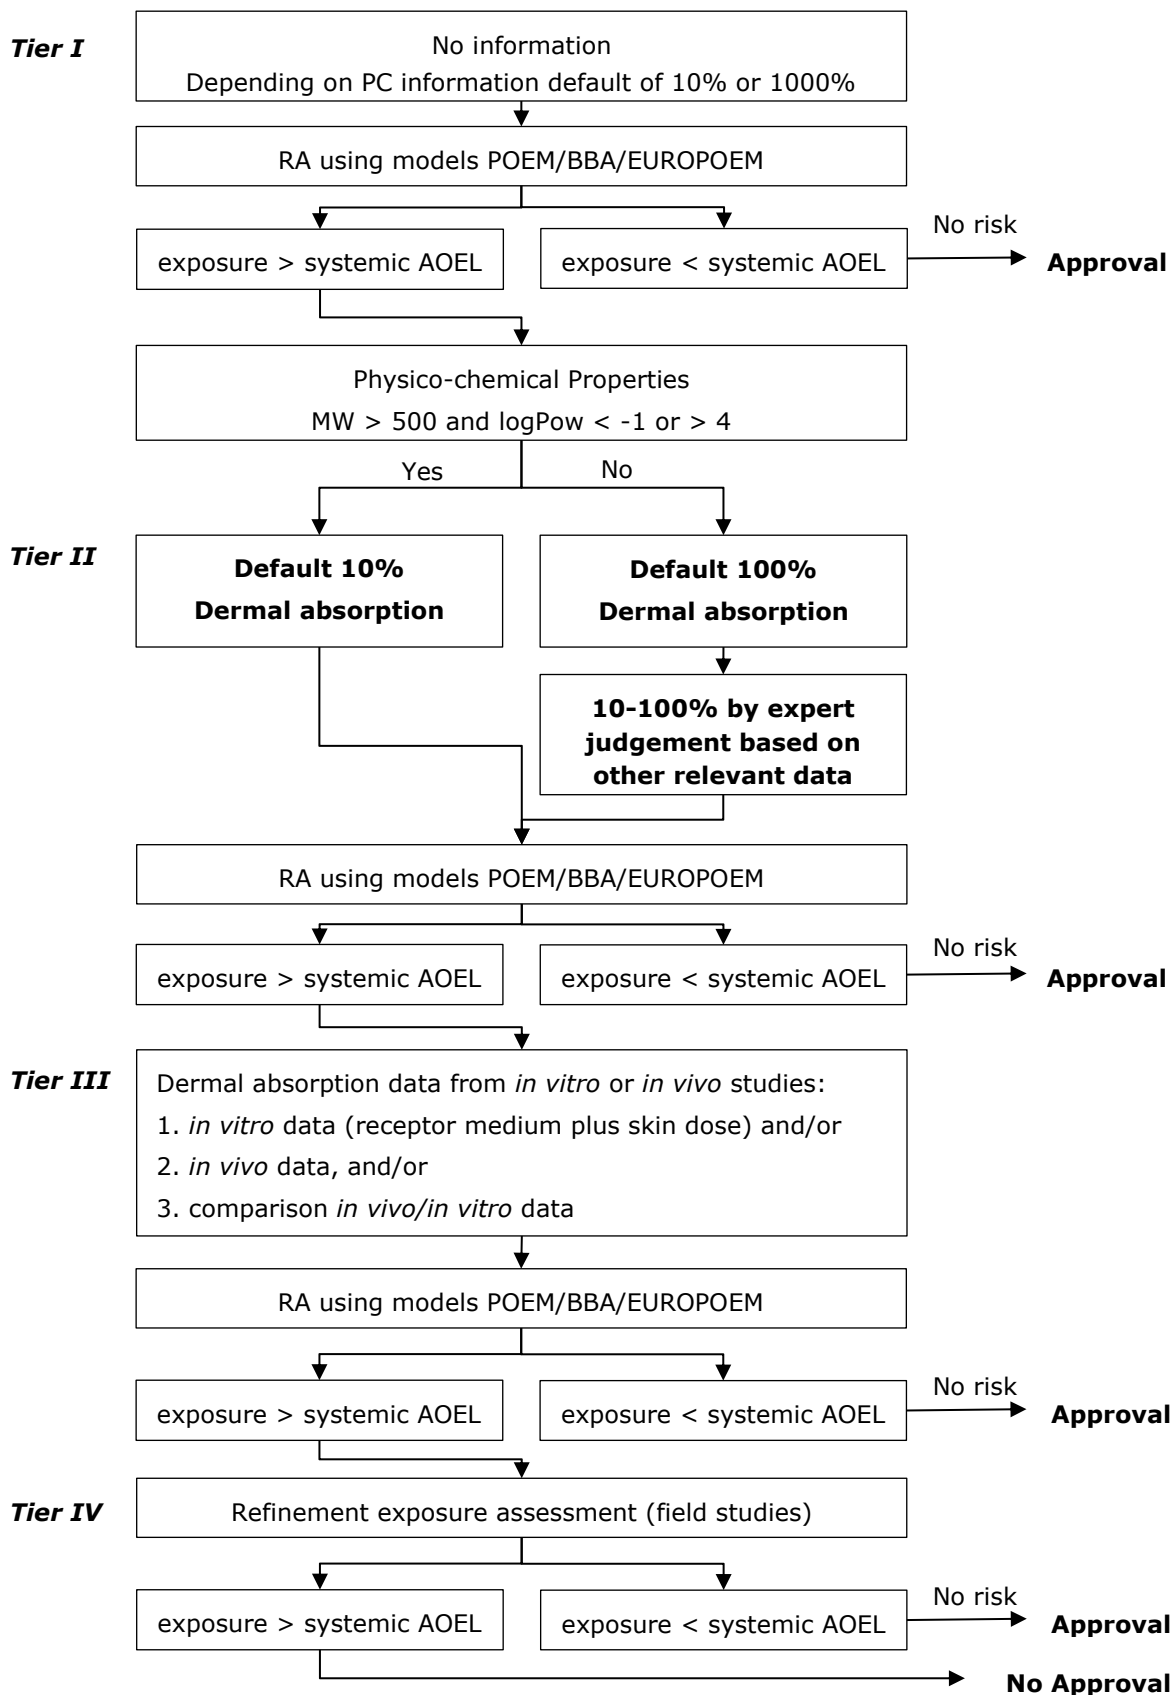 Tier I
No information
Depending on PC information default of 10% or 1000%
RA using models POEM/BBA/EUROPOEM
exposure > systemic AOEL
exposure < systemic AOEL
No risk
Approval
Physico-chemical Properties
MW > 500 and logPow < -1 or > 4
Yes
No
Tier II
Default 10%
Dermal absorption
Default 100%
Dermal absorption
10-100% by expert
judgement based on
other relevant data
RA using models POEM/BBA/EUROPOEM
exposure > systemic AOEL
exposure < systemic AOEL
No risk
Approval
Tier III
Dermal absorption data from in vitro or in vivo studies:
1. in vitro data (receptor medium plus skin dose) and/or
2. in vivo data, and/or
3. comparison in vivo/in vitro data
RA using models POEM/BBA/EUROPOEM
exposure > systemic AOEL
exposure < systemic AOEL
No risk
Approval
Tier IV
Refinement exposure assessment (field studies)
exposure > systemic AOEL
exposure < systemic AOEL
No risk
Approval
No Approval